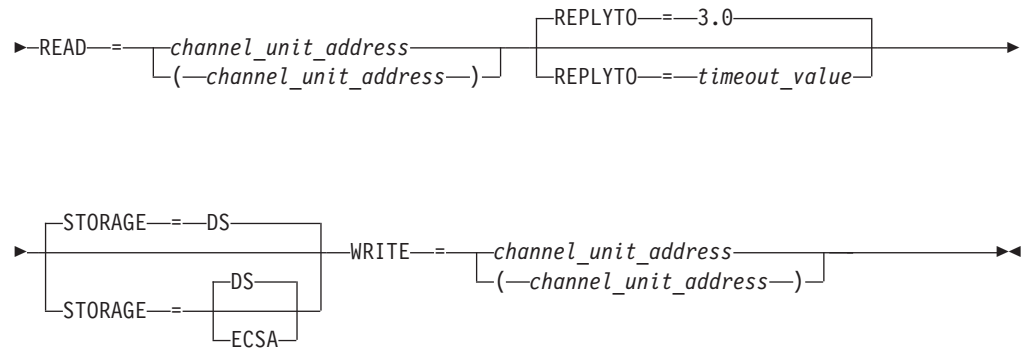 REPLYTO = 3.0
READ = channel_unit_address
(channel_unit_address)
REPLYTO = timeout_value
STORAGE = DS
WRITE = channel_unit_address
(channel_unit_address)
STORAGE = DS
ECSA